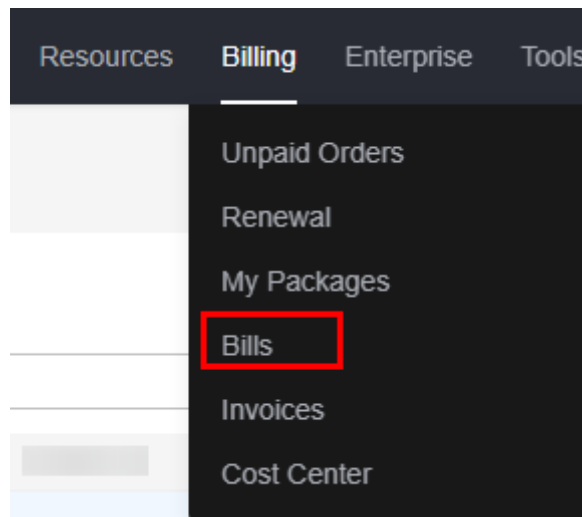 Resources Billing Enterprise Tools
Unpaid Orders
Renewal
My Packages
Bills
Invoices
Cost Center